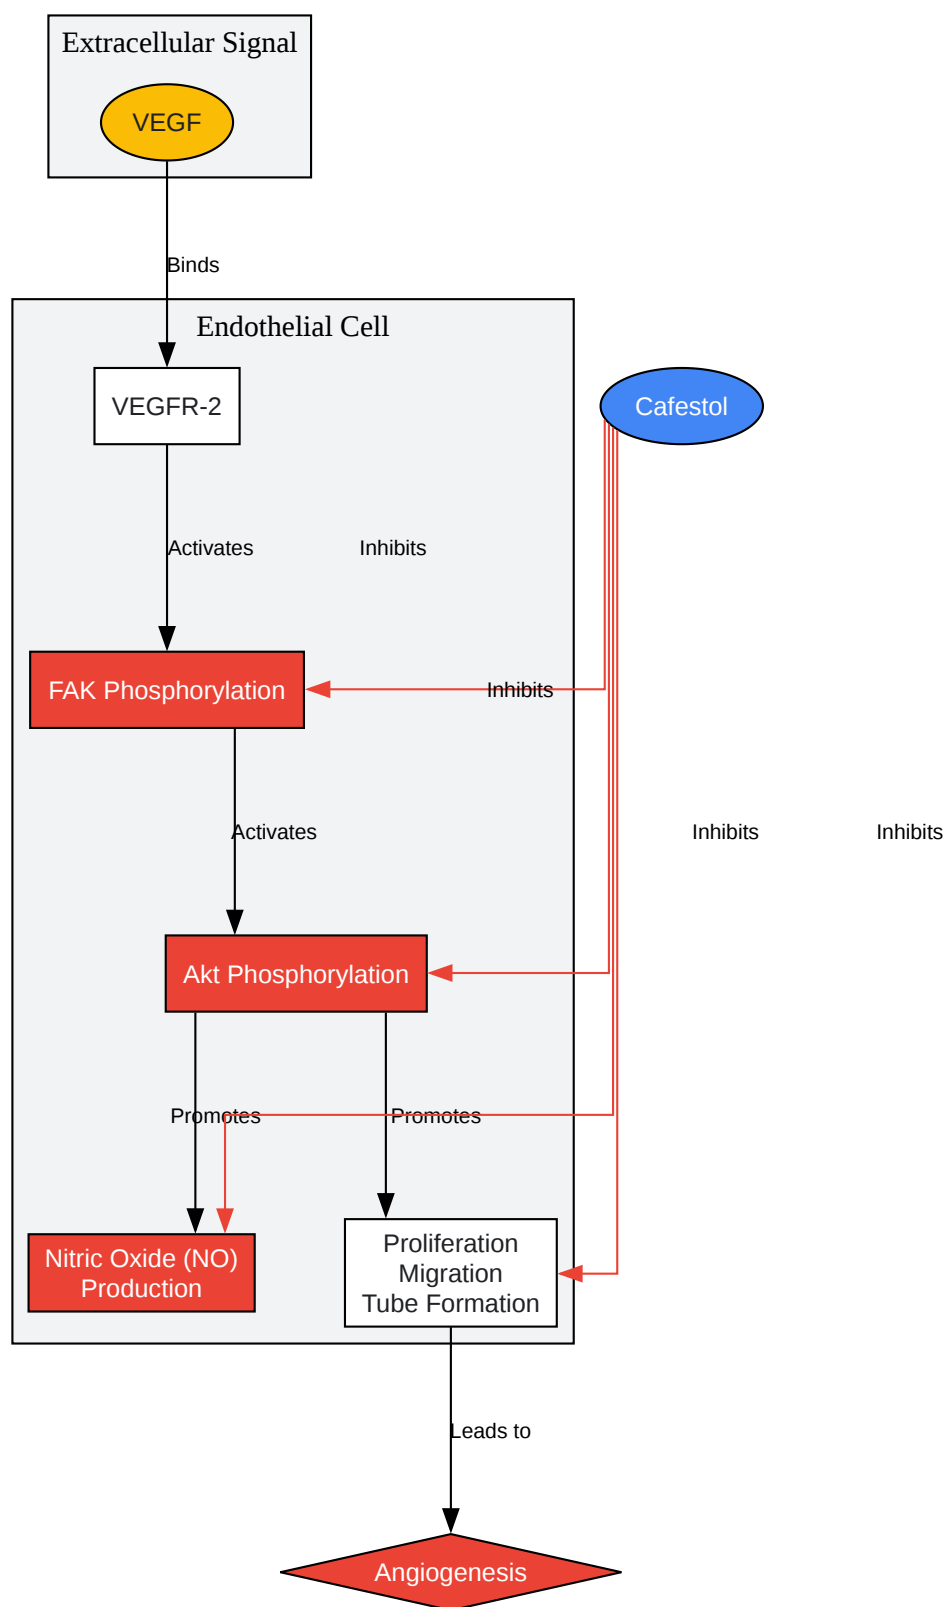 Extracellular Signal
VEGF
Binds
Endothelial Cell
VEGFR-2
Cafestol
Activates
Inhibits
FAK Phosphorylation
Inhibits
Activates
Inhibits
Inhibits
Akt Phosphorylation
Promotes
Promotes
Nitric Oxide (NO)
Production
Proliferation
Migration
Tube Formation
Leads to
Angiogenesis